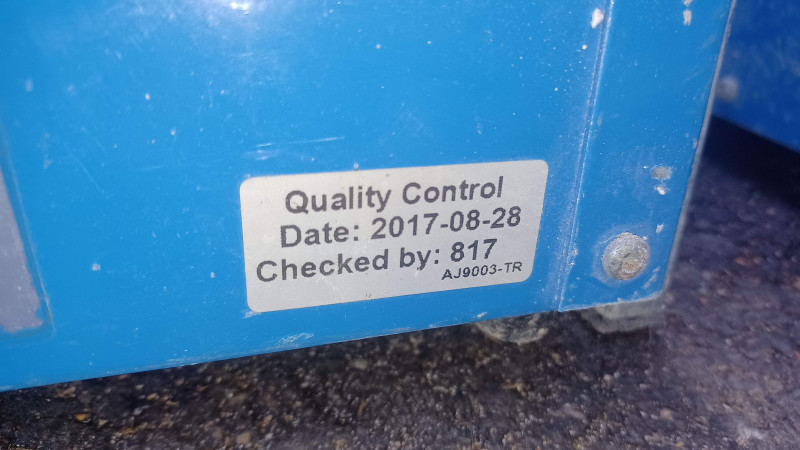 Quality Control
Date: 2017-08-28
Checked by: 817
AJ9003-TR